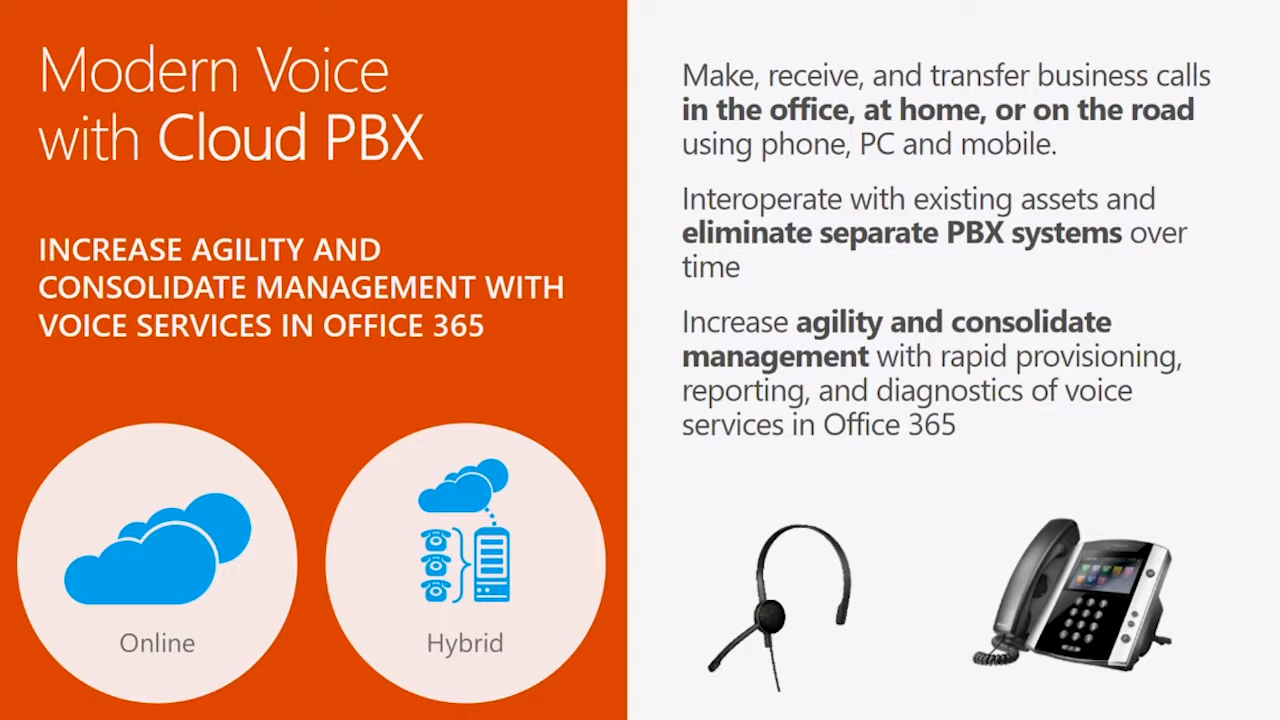 Modern Voice
with Cloud PBX
INCREASE AGILITY AND
CONSOLIDATE MANAGEMENT WITH
VOICE SERVICES IN OFFICE 365
Online
Hybrid
Make, receive, and transfer business calls
in the office, at home, or on the road
using phone, PC and mobile.
Interoperate with existing assets and
eliminate separate PBX systems over
time
Increase agility and consolidate
management with rapid provisioning,
reporting, and diagnostics of voice
services in Office 365